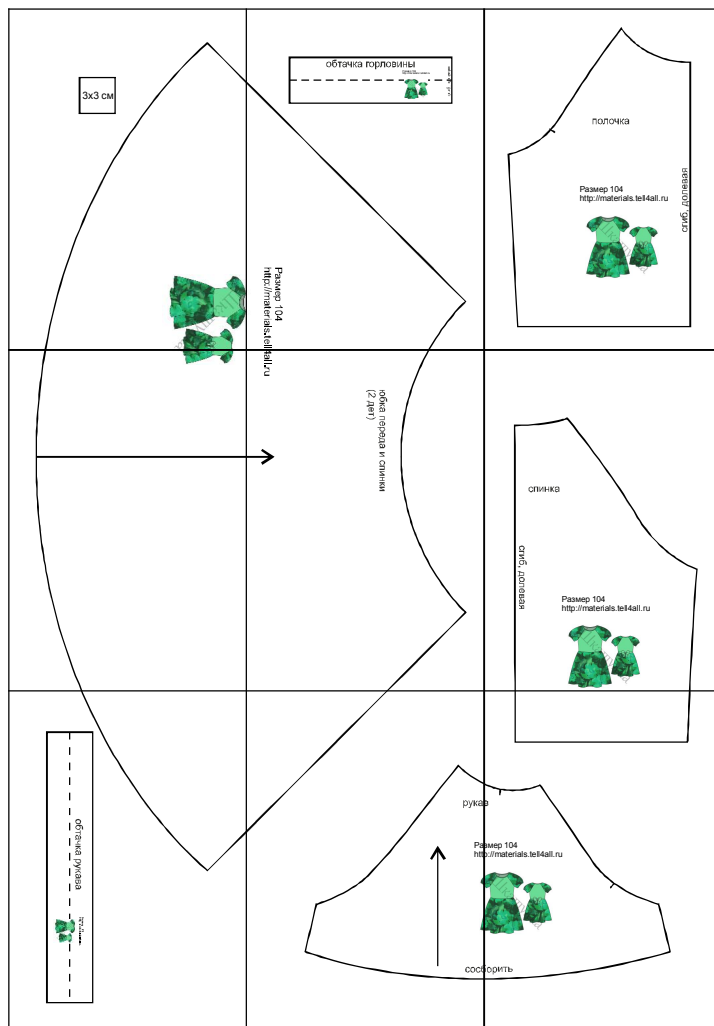 обтачка горловины
3х3 см
полочка
Размер 104
http://materials.tell4all.ru
сгиб, долевая
Размер 104
http://materials.tell4all.ru
юбка переда и спинки
(2 дет)
спинка
сгиб, долевая
Размер 104
http://materials.tell4all.ru
обтачка рукава
рукав
Размер 104
http://materials.tell4all.ru
сосборить